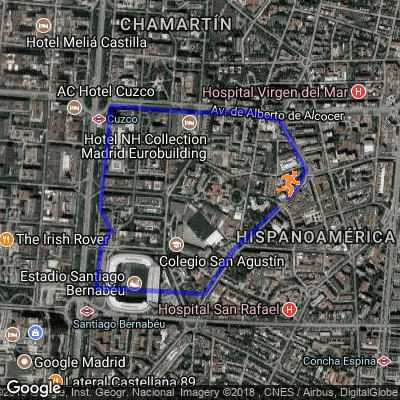 CHAMARTÍN
Hotel Meliá Castilla
AC Hotel Cuzco
Hospital Virgen del Mar
Cuzco
Av. de Alberto de Alcocer
Hotel NH Collection
Madrid Eurobuilding
The Irish Rover
HISPANOAMÉRICA
Colegio San Agustín
Estadio Santiago
Bernabéu
Hospital San Rafael
Santiago Bernabéu
Google Madrid
Concha Espina
Lateral Castellana 89
Google
Inst. Geogr. Nacional Imagery ©2018 , CNES / Airbus, DigitalGlobe